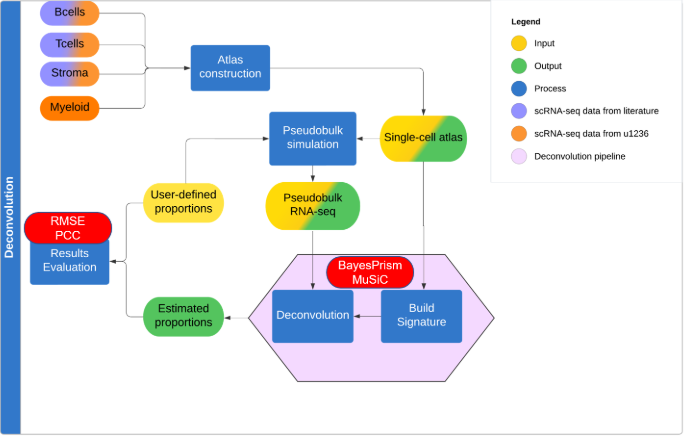 Deconvolution
Bcells
Tcells
Stroma
Myeloid
Atlas
construction
Pseudobulk
simulation
Single-cell atlas
User-defined
proportions
Pseudobulk
RNA-seq
RMSE
PCC
Results
Evaluation
BayesPrism
MuSiC
Estimated
proportions
Deconvolution
Build
Signature
Legend
Input
Output
Process
scRNA-seq data from literature
scRNA-seq data from u1236
Deconvolution pipeline